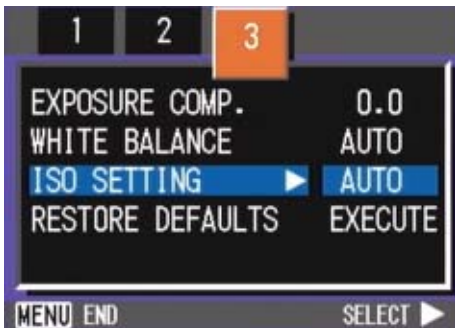 1 2 3
EXPOSURE COMP. 0.0
WHITE BALANCE AUTO
ISO SETTING ▶ AUTO
RESTORE DEFAULTS EXECUTE
MENU END SELECT ▶